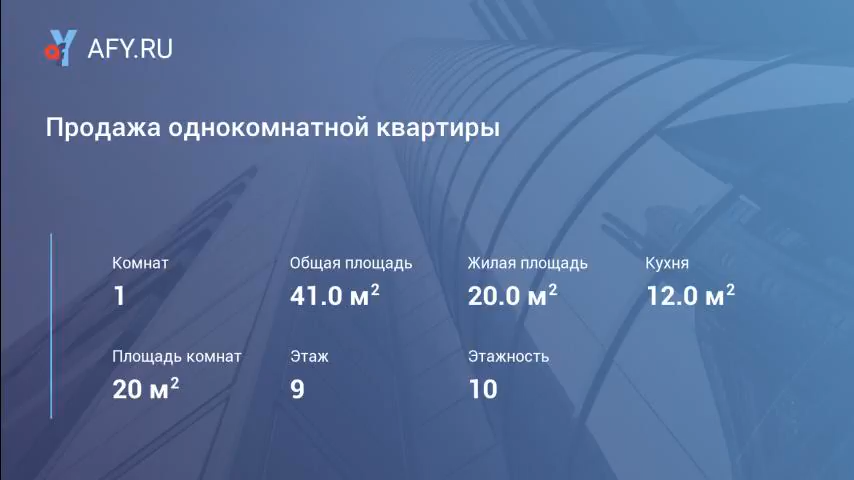 AFY.RU
Продажа однокомнатной квартиры
Комнат
1
Общая площадь
41.0 м²
Жилая площадь
20.0 м²
Кухня
12.0 м²
Площадь комнат
20 м²
Этаж
9
Этажность
10